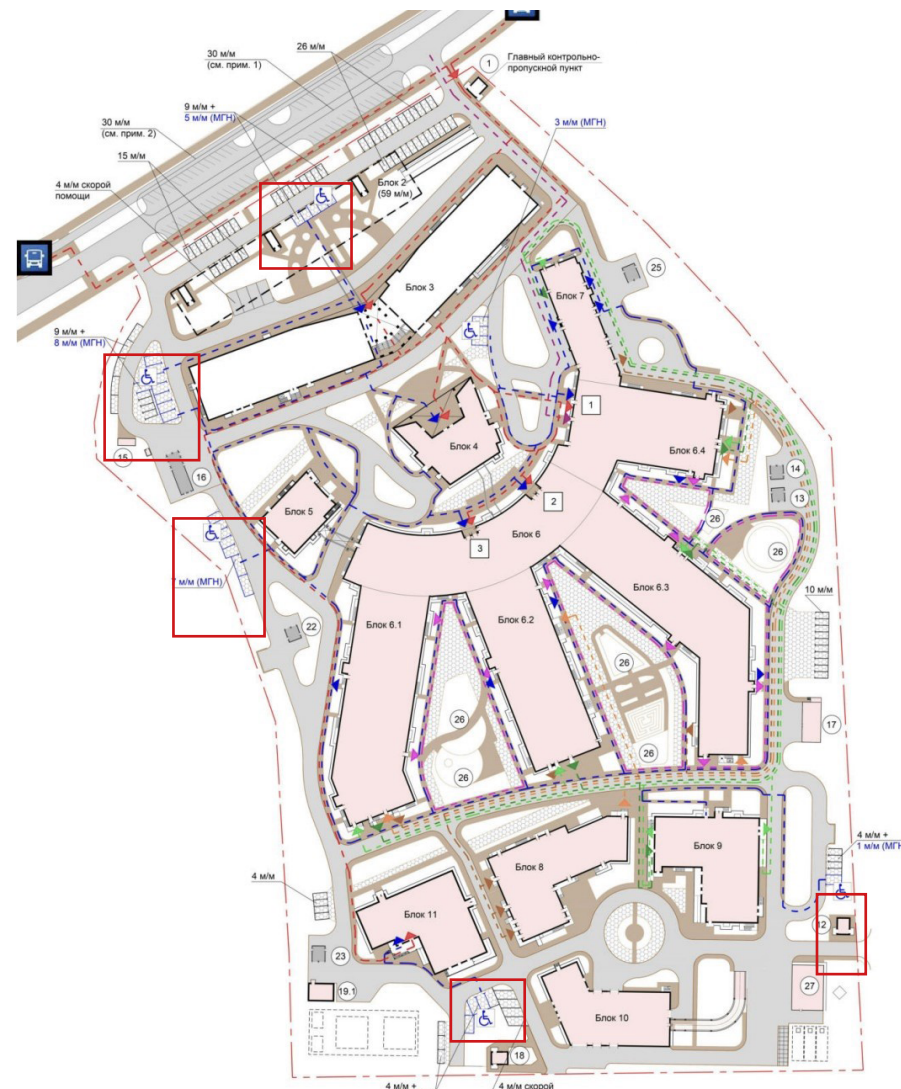 30 м/м
(см. прим. 1)
26 м/м
1
Главный контрольно-
пропускной пункт
9 м/м +
5 м/м (МГН)
30 м/м
(см. прим. 2)
3 м/м (МГН)
15 м/м
4 м/м скорой
помощи
Блок 2
(59 м/м)
25
Блок 3
Блок 7
9 м/м +
8 м/м (МГН)
1
Блок 4
Блок 6.4
15
16
14
13
2
26
Блок 5
3
Блок 6
26
м/м (МГН)
Блок 6.3
10 м/м
22
Блок 6.1
Блок 6.2
26
26
17
26
26
4 м/м +
1 м/м (МГН
Блок 9
Блок 8
4 м/м
Блок 11
12
23
27
19.1
Блок 10
18
4 м/м +
4 м/м скорой